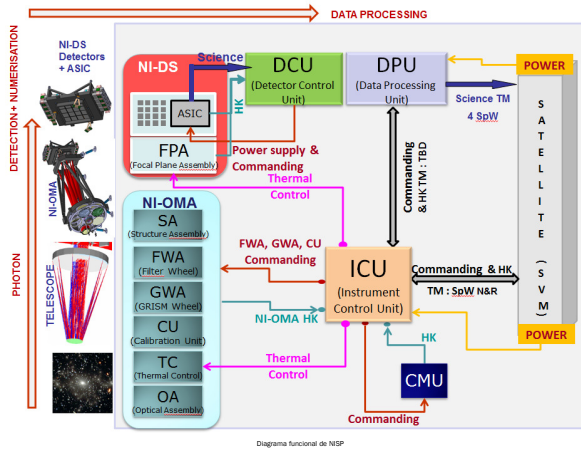 DATA PROCESSING
DETECTION + NUMERISATION
PHOTON
NI-DS
Detectors
+ ASIC
NI-OMA
TELESCOPE
NI-DS
ASIC
FPA
(Focal Plane Assembly)
Science
HK
DCU
(Detector Control
Unit)
DPU
(Data Processing
Unit)
POWER
Science TM
4 SpW
SATELLITE (SVM)
POWER
Power supply &
Commanding
Thermal
Control
Commanding
& HK TM : TBD
NI-OMA
SA
(Structure Assembly)
FWA
(Filter Wheel)
GWA
(GRISM Wheel)
CU
(Calibration Unit)
TC
(Thermal Control)
OA
(Optical Assembly)
FWA, GWA, CU
Commanding
NI-OMA HK
Thermal
Control
ICU
(Instrument
Control Unit)
Commanding & HK
TM : SpW N&R
HK
CMU
Commanding
Diagrama funcional de NISP